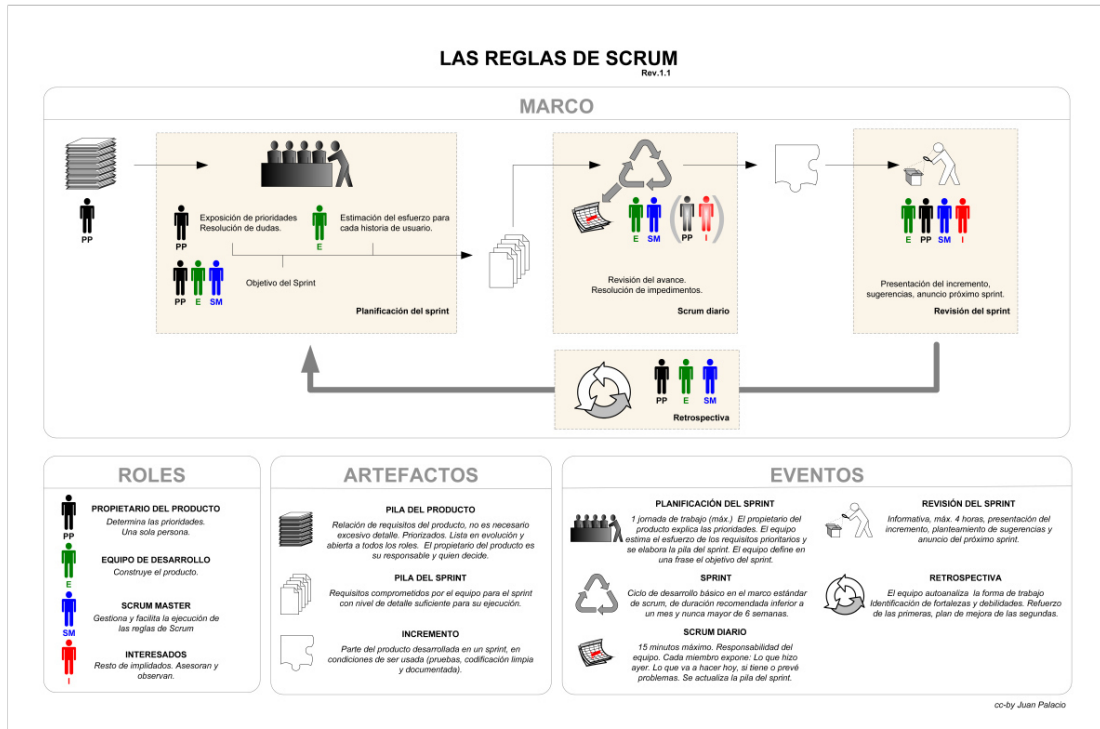 LAS REGLAS DE SCRUM
Rev.1.1
MARCO
PP
PP
Exposición de prioridades
Resolución de dudas.
E
Estimación del esfuerzo para
cada historia de usuario.
PP E SM
Objetivo del Sprint
Planificación del sprint
E SM PP I
Revisión del avance.
Resolución de impedimentos.
Scrum diario
E PP SM I
Presentación del incremento,
sugerencias, anuncio próximo sprint.
Revisión del sprint
PP E SM
Retrospectiva
ROLES
PROPIETARIO DEL PRODUCTO
Determina las prioridades.
Una sola persona.
PP
EQUIPO DE DESARROLLO
Construye el producto.
E
SCRUM MASTER
Gestiona y facilita la ejecución de
las reglas de Scrum
SM
INTERESADOS
Resto de implidados. Asesoran y
observan.
I
ARTEFACTOS
PILA DEL PRODUCTO
Relación de requisitos del producto, no es necesario
excesivo detalle. Priorizados. Lista en evolución y
abierta a todos los roles. El propietario del producto es
su responsable y quien decide.
PILA DEL SPRINT
Requisitos comprometidos por el equipo para el sprint
con nivel de detalle suficiente para su ejecución.
INCREMENTO
Parte del producto desarrollada en un sprint, en
condiciones de ser usada (pruebas, codificación limpia
y documentada).
EVENTOS
PLANIFICACIÓN DEL SPRINT
1 jornada de trabajo (máx.) El propietario del
producto explica las prioridades. El equipo
estima el esfuerzo de los requisitos prioritarios y
se elabora la pila del sprint. El equipo define en
una frase el objetivo del sprint.
SPRINT
Ciclo de desarrollo básico en el marco estándar
de scrum, de duración recomendada inferior a
un mes y nunca mayor de 6 semanas.
SCRUM DIARIO
15 minutos máximo. Responsabilidad del
equipo. Cada miembro expone: Lo que hizo
ayer. Lo que va a hacer hoy, si tiene o prevé
problemas. Se actualiza la pila del sprint.
REVISIÓN DEL SPRINT
Informativa, máx. 4 horas, presentación del
incremento, planteamiento de sugerencias y
anuncio del próximo sprint.
RETROSPECTIVA
El equipo autoanaliza la forma de trabajo
Identificación de fortalezas y debilidades. Refuerzo
de las primeras, plan de mejora de las segundas.
cc-by Juan Palacio